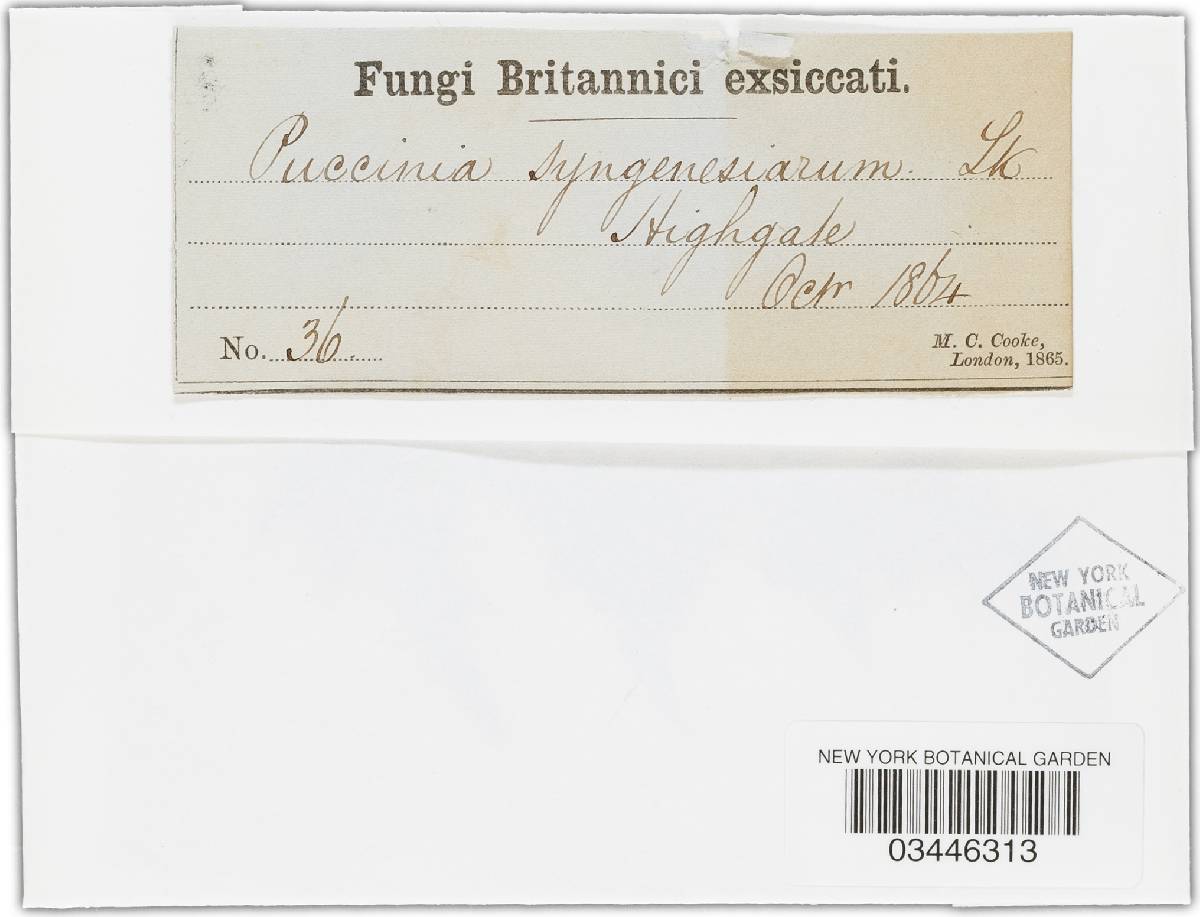 Fungi Britannici exsiccati.
Puccinia syngenesiarum. Lk
Highgate
Octr 1864
No. 36.
M. C. Cooke,
London, 1865.
NEW YORK
BOTANICAL
GARDEN
NEW YORK BOTANICAL GARDEN
03446313